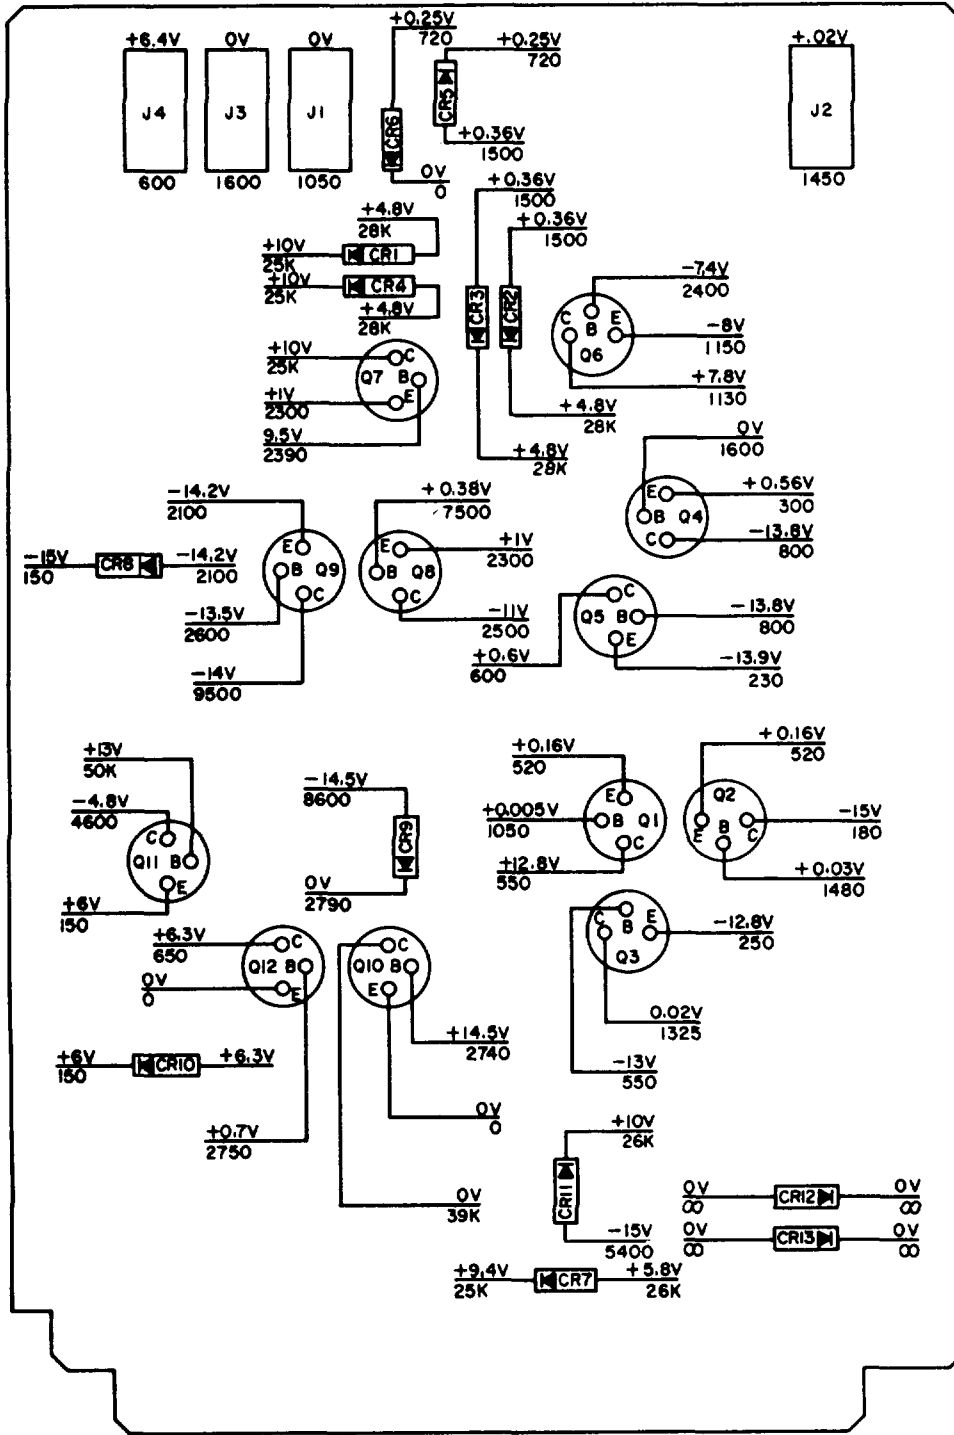 +6.4V
J4
600
0V
J3
1600
0V
J1
1050
+0.25V
720
CR6
0V
0
+0.25V
720
CR5
+0.36V
1500
+.02V
J2
1450
+4.8V
28K
+10V
25K
CR1
+10V
25K
CR4
+4.8V
28K
+0.36V
1500
CR3
+4.8V
28K
+0.36V
1500
CR2
+4.8V
28K
-7.4V
2400
C
B
E
Q6
-8V
1150
+7.8V
1130
+10V
25K
Q7
C
B
E
+1V
2300
9.5V
2390
0V
1600
E
B
Q4
C
+0.56V
300
-13.8V
800
-14.2V
2100
-15V
150
CR8
-14.2V
2100
E
B
Q9
C
-13.5V
2600
-14V
9500
+0.38V
7500
E
B
Q8
C
+1V
2300
-11V
2500
C
Q5
B
E
-13.8V
800
+0.6V
600
-13.9V
230
+13V
50K
-4.8V
4600
C
Q11
B
E
+6V
150
-14.5V
8600
CR9
0V
2790
+0.16V
520
+0.005V
1050
E
B
Q1
C
+12.8V
550
+0.16V
520
Q2
E
B
C
-15V
180
+0.03V
1480
C
B
E
Q3
-12.8V
250
0.02V
1325
-13V
550
+6.3V
650
0V
0
C
Q12
B
E
C
Q10
B
E
+14.5V
2740
+6V
150
CR10
+6.3V
+0.7V
2750
0V
0
0V
39K
+10V
26K
CR11
-15V
5400
0V
∞
CR12
0V
∞
0V
∞
CR13
0V
∞
+9.4V
25K
CR7
+5.8V
26K